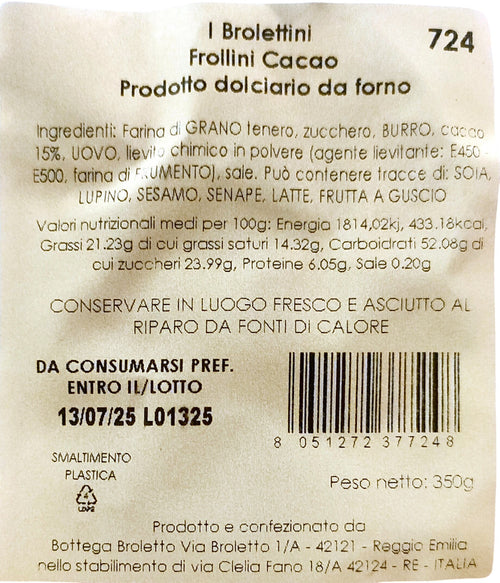 I Brolettini
724
Frollini Cacao
Prodotto dolciario da forno
Ingredienti: Farina di GRANO tenero, zucchero, BURRO, cacao
15%, UOVO, lievito chimico in polvere (agente lievitante: E450 -
E500, farina di FRUMENTO), sale. Può contenere tracce di: SOIA,
LUPINO, SESAMO, SENAPE, LATTE, FRUTTA A GUSCIO
Valori nutrizionali medi per 100g: Energia 1814,02kj, 433.18kcal,
Grassi 21.23g di cui grassi saturi 14.32g, Carboidrati 52.08g di
cui zuccheri 23.99g, Proteine 6.05g, Sale 0.20g
CONSERVARE IN LUOGO FRESCO E ASCIUTTO AL
RIPARO DA FONTI DI CALORE
DA CONSUMARSI PREF.
ENTRO IL/LOTTO
13/07/25 L01325
8 051272 377248
SMALTIMENTO
PLASTICA
4
LDPE
Peso netto: 350g
Prodotto e confezionato da
Bottega Broletto Via Broletto 1/A - 42121 - Reggio Emilia
nello stabilimento di via Clelia Fano 18/A 42124 - RE - ITALIA